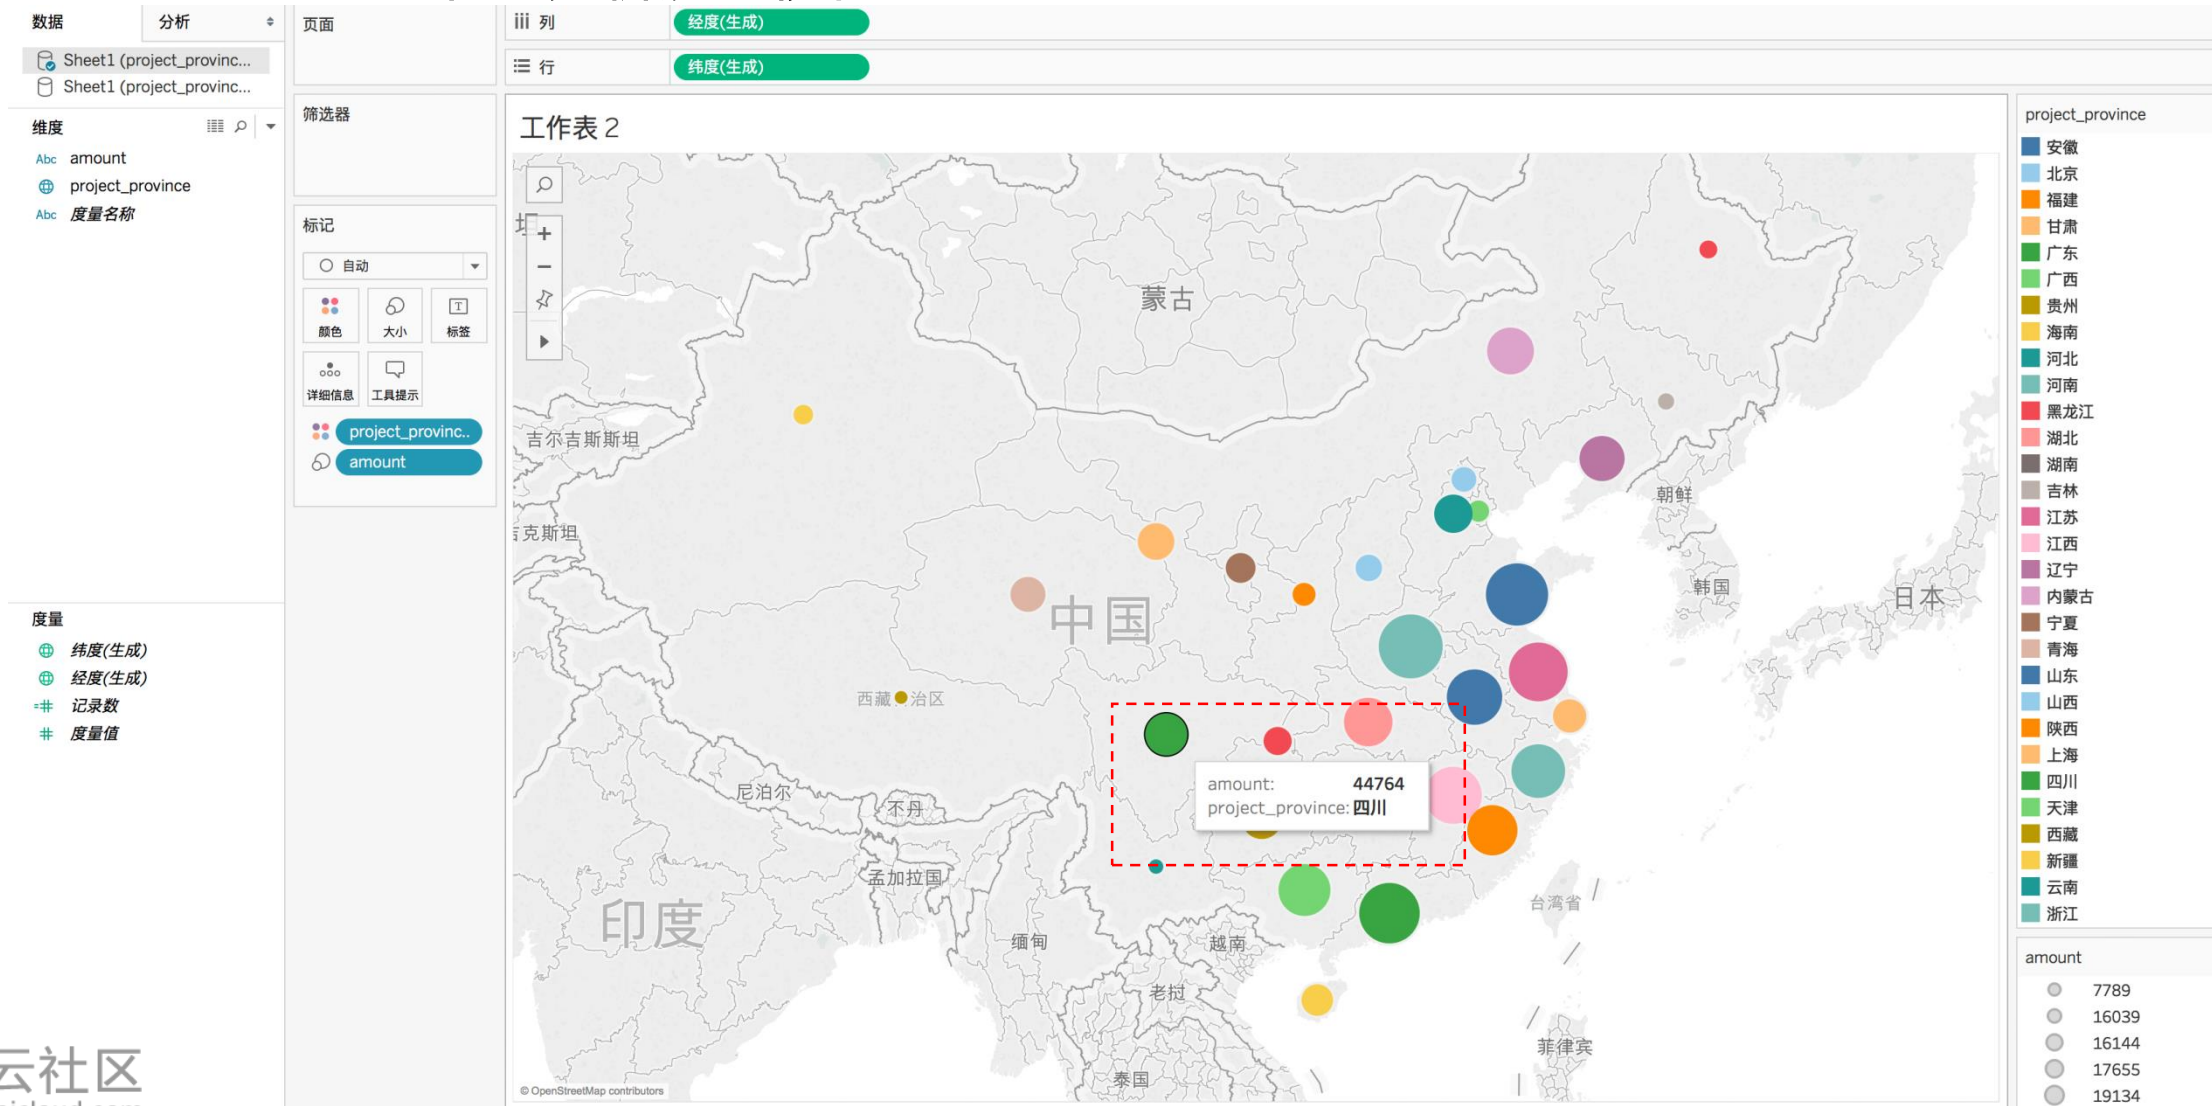 数据
分析
Sheet1 (project_provinc...
Sheet1 (project_provinc...
维度
Abc amount
project_province
Abc 度量名称
度量
纬度(生成)
经度(生成)
=# 记录数
# 度量值
云社区
页面
筛选器
标记
自动
颜色
大小
标签
详细信息
工具提示
project_provinc..
amount
列
经度(生成)
行
纬度(生成)
工作表 2
蒙古
吉尔吉斯斯坦
克斯坦
朝鲜
韩国
日本
中国
西藏 治区
尼泊尔
不丹
孟加拉国
印度
缅甸
越南
老挝
泰国
台湾省
菲律宾
amount: 44764
project_province: 四川
© OpenStreetMap contributors
project_province
安徽
北京
福建
甘肃
广东
广西
贵州
海南
河北
河南
黑龙江
湖北
湖南
吉林
江苏
江西
辽宁
内蒙古
宁夏
青海
山东
山西
陕西
上海
四川
天津
西藏
新疆
云南
浙江
amount
7789
16039
16144
17655
19134